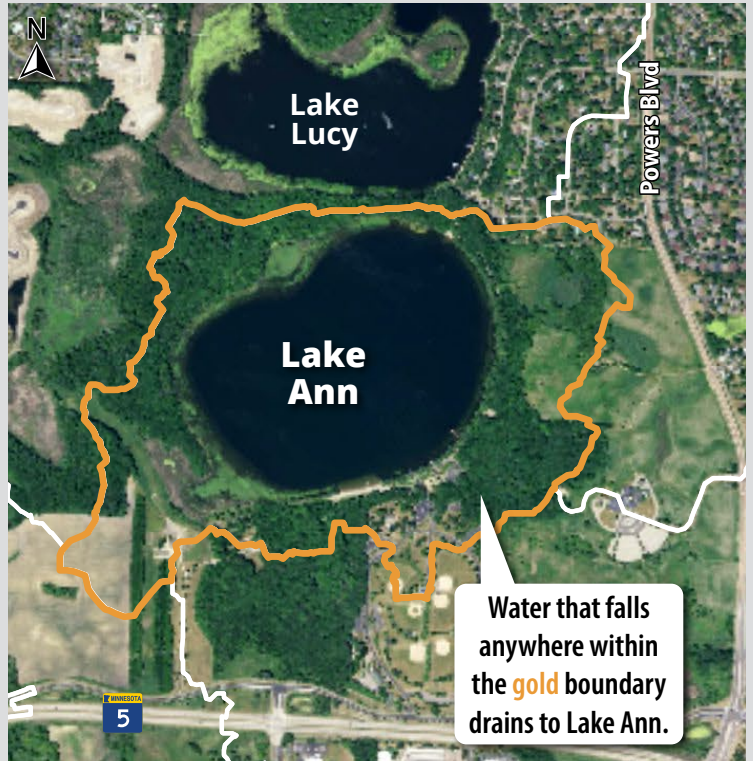 N
Lake
Lucy
Powers Blvd
Lake
Ann
Water that falls
anywhere within
the gold boundary
drains to Lake Ann.
MINNESOTA
5